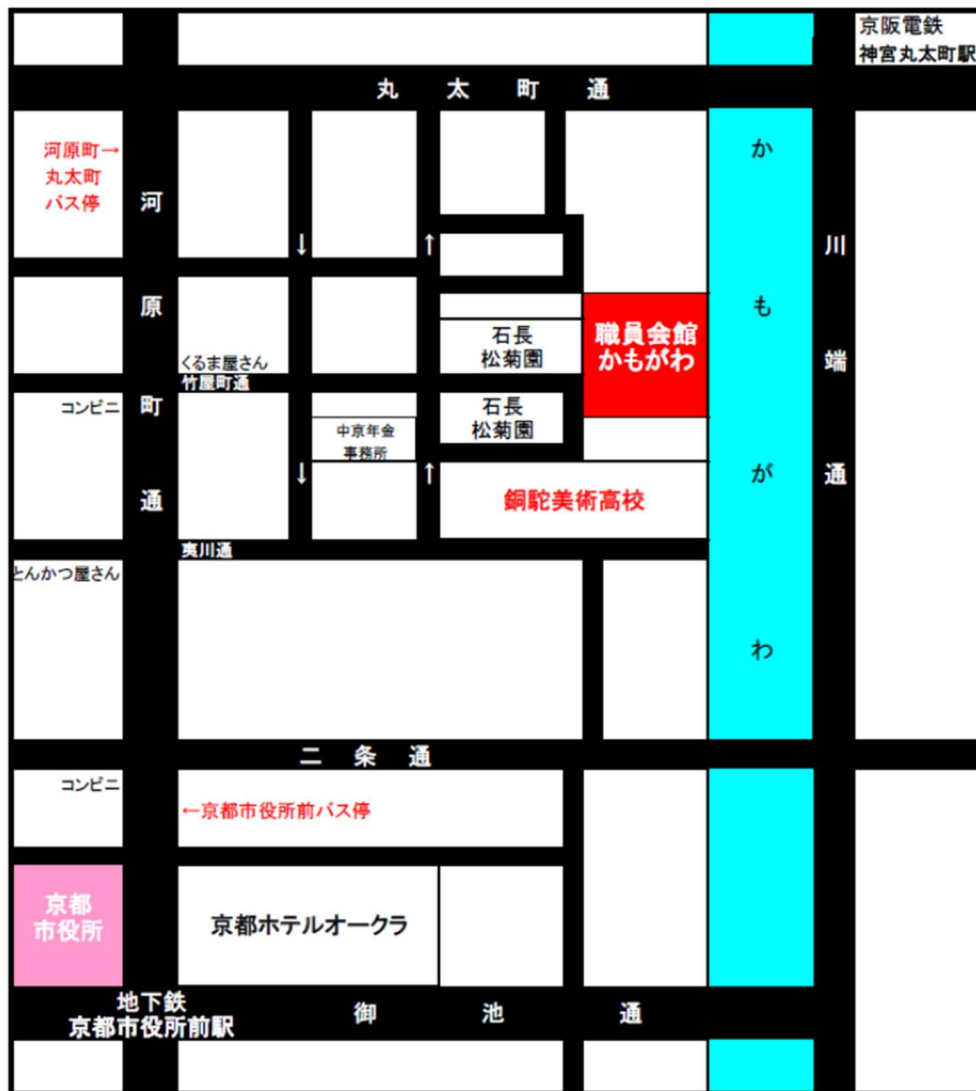 京阪電鉄
神宮丸太町駅
丸太町通
河原町→
丸太町
バス停
河原町通
↓
↑
かもがわ
川端通
職員会館
かもがわ
石長
松菊園
くるま屋さん
竹屋町通
コンビニ
石長
松菊園
中京年金
事務所
↓
↑
銅駝美術高校
夷川通
とんかつ屋さん
二条通
コンビニ
←京都市役所前バス停
京都
市役所
京都ホテルオークラ
地下鉄
京都市役所前駅
御池通